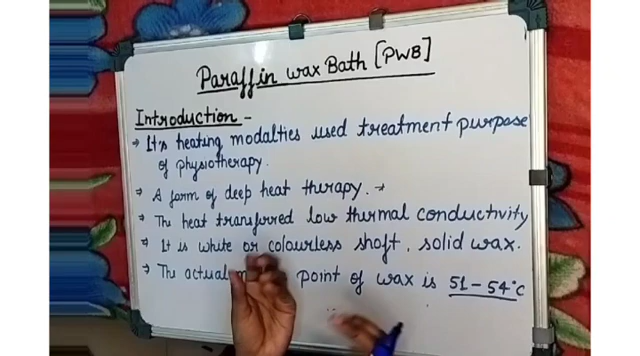 Paraffin wax Bath [PWB]
Introduction -
→ It's heating modalties used treatment purpose
of physiotherapy.
→ A form of deep heat therapy. →
→ The heat transferred low thermal conductivity
→ It is white or colourless shoft, solid wax.
→ The actual point of wax is 51 - 54°c